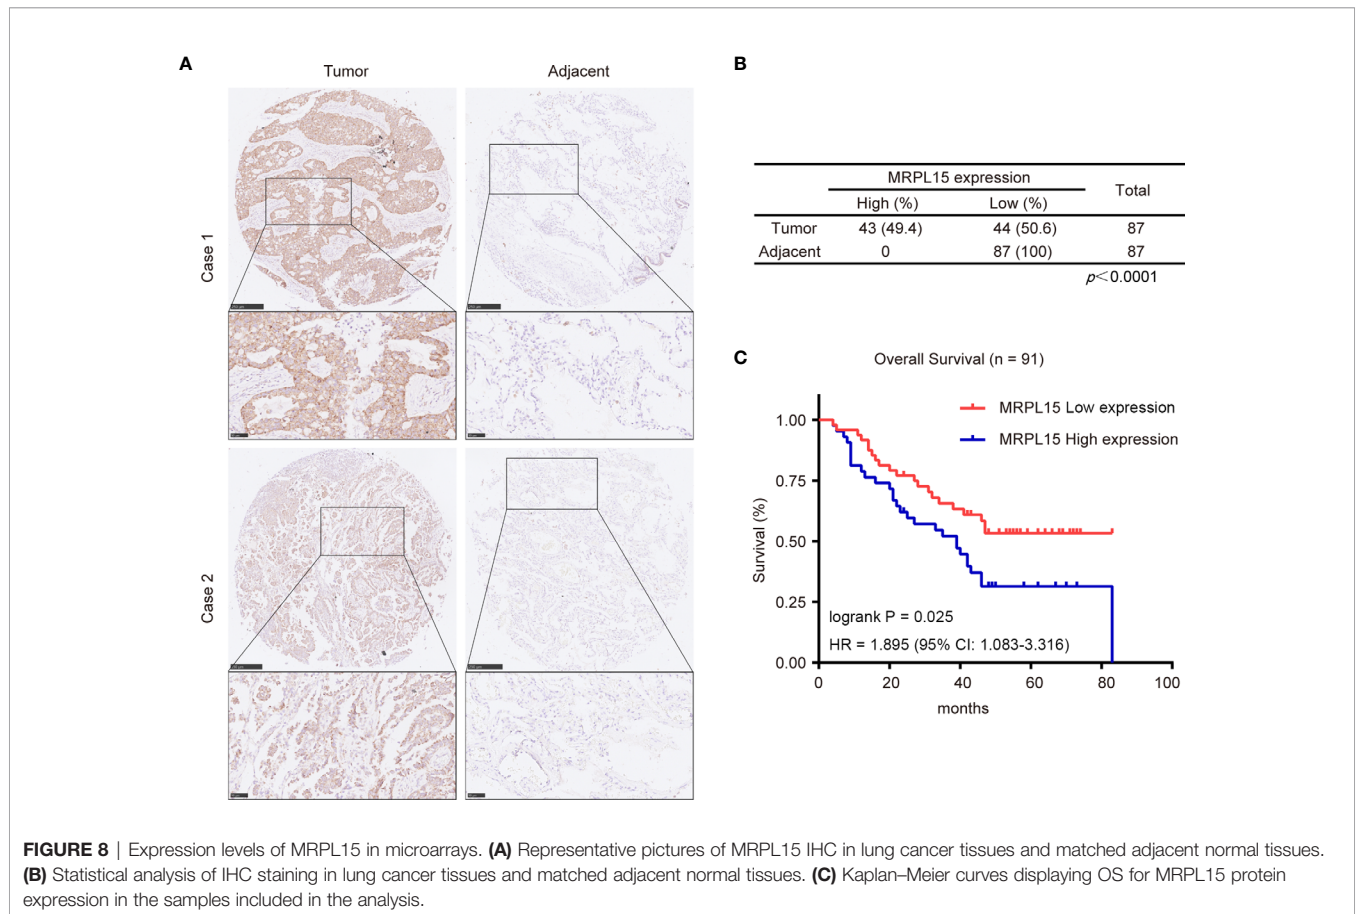 A
Tumor
Adjacent
Case 1
Case 2
B
MRPL15 expression
Total
High (%)
Low (%)
Tumor 43 (49.4) 44 (50.6) 87
Adjacent 0 87 (100) 87
p<0.0001
C
Overall Survival (n = 91)
MRPL15 Low expression
MRPL15 High expression
Survival (%)
1.00
0.75
0.50
0.25
0.00
logrank P = 0.025
HR = 1.895 (95% CI: 1.083-3.316)
0 20 40 60 80 100
months
FIGURE 8 | Expression levels of MRPL15 in microarrays. (A) Representative pictures of MRPL15 IHC in lung cancer tissues and matched adjacent normal tissues.
(B) Statistical analysis of IHC staining in lung cancer tissues and matched adjacent normal tissues. (C) Kaplan–Meier curves displaying OS for MRPL15 protein
expression in the samples included in the analysis.